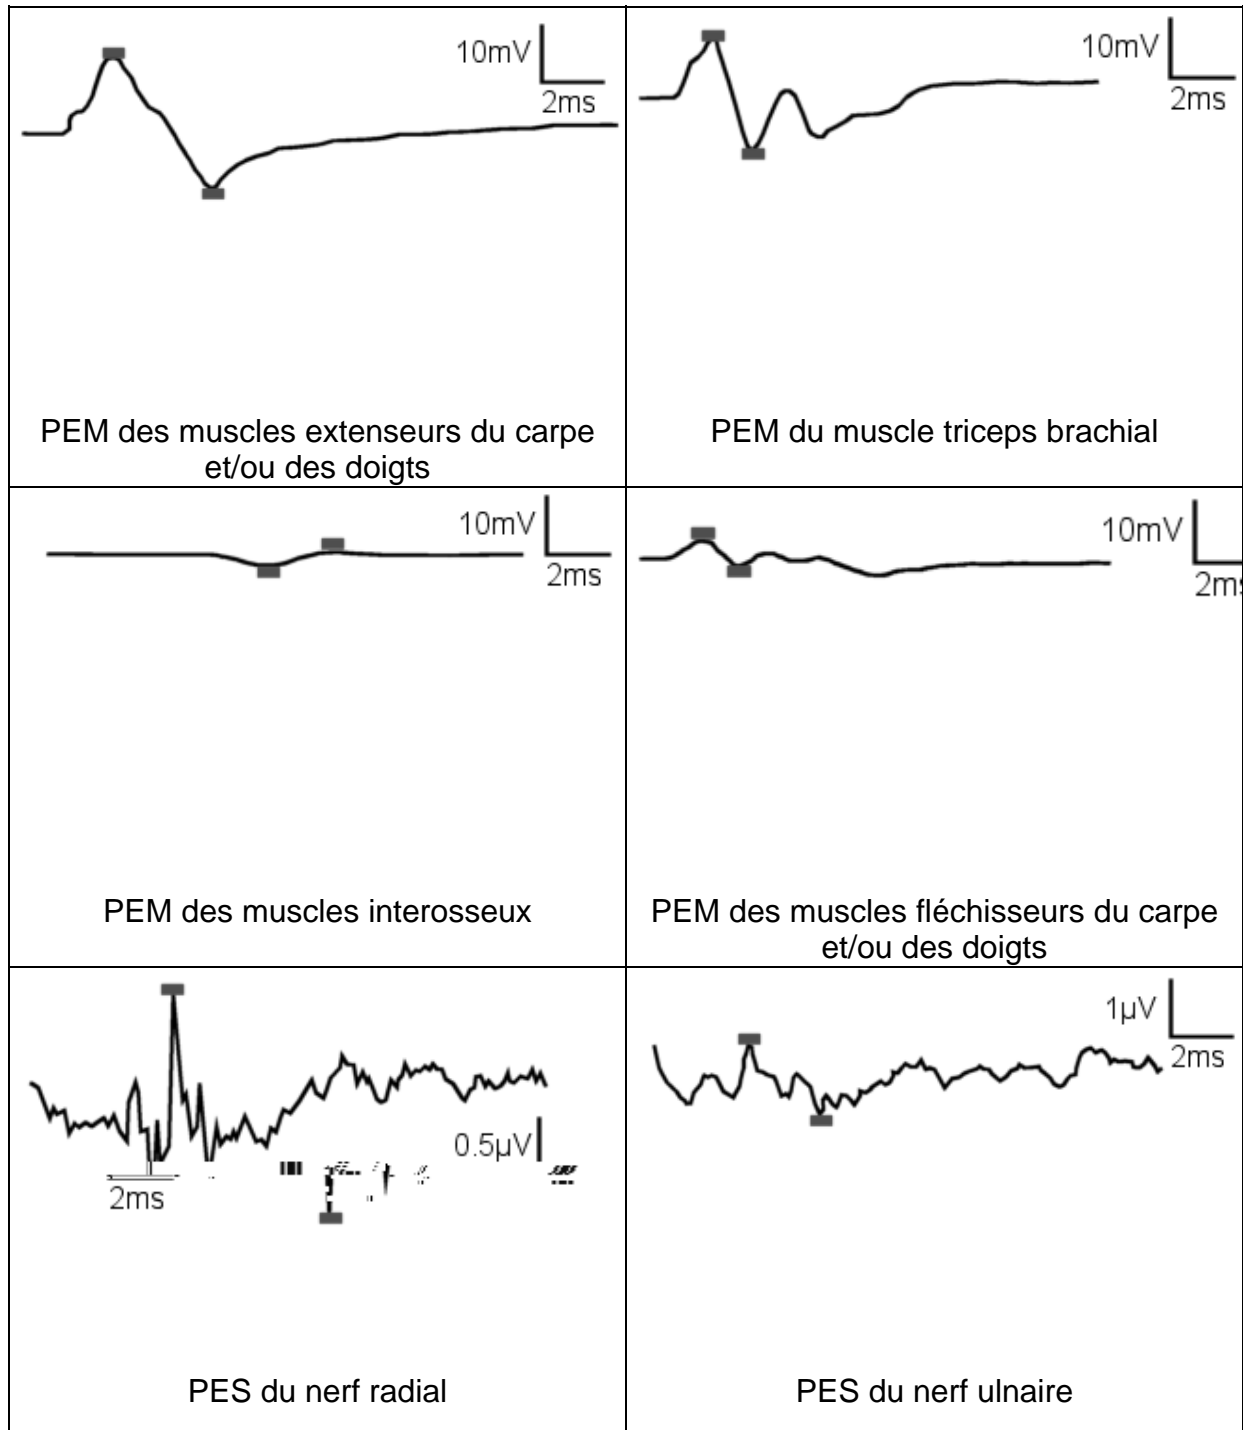 10mV
2ms
PEM des muscles extenseurs du carpe
et/ou des doigts
10mV
2ms
PEM du muscle triceps brachial
10mV
2ms
PEM des muscles interosseux
10mV
2ms
PEM des muscles fléchisseurs du carpe
et/ou des doigts
0.5µV
2ms
PES du nerf radial
1µV
2ms
PES du nerf ulnaire